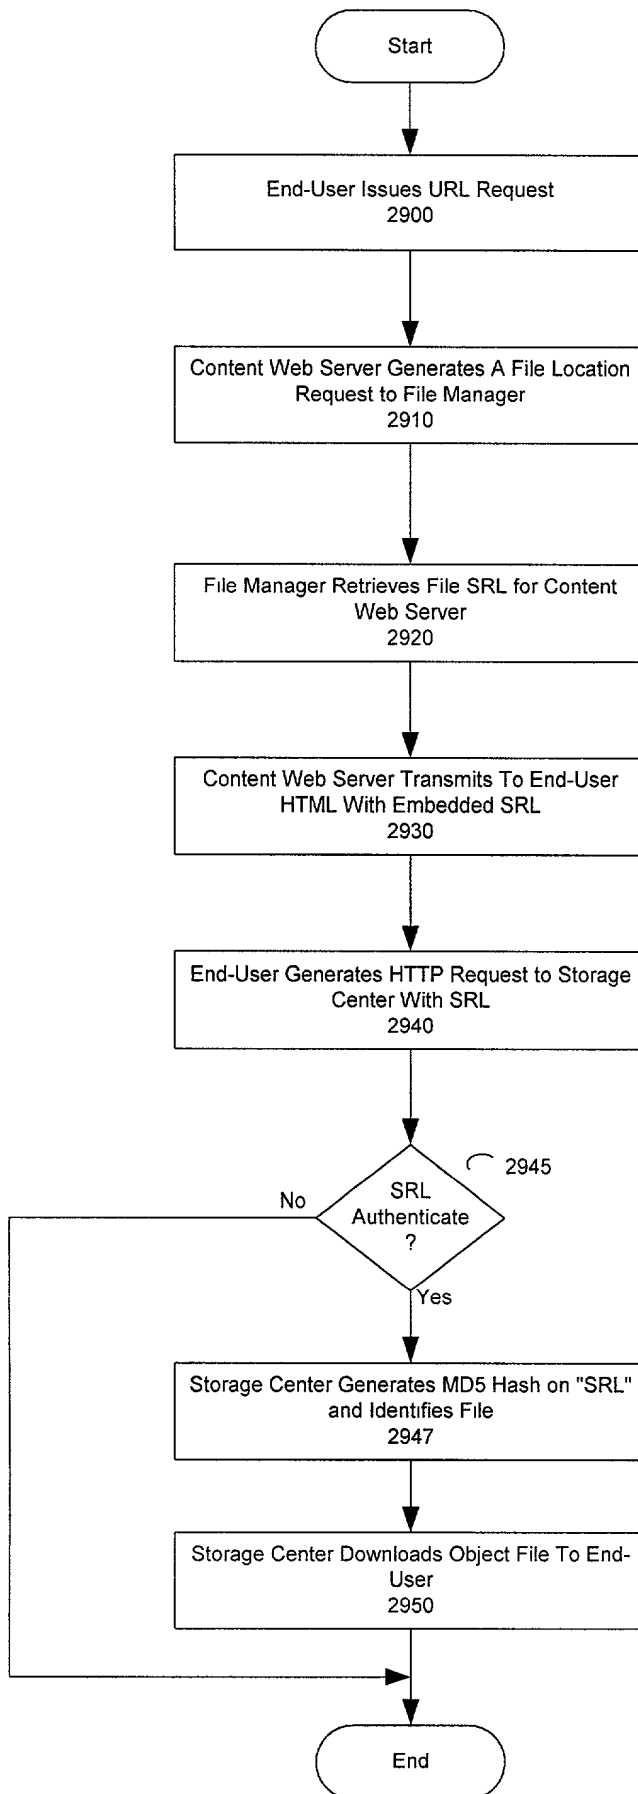 Start
End-User Issues URL Request
2900
Content Web Server Generates A File Location
Request to File Manager
2910
File Manager Retrieves File SRL for Content
Web Server
2920
Content Web Server Transmits To End-User
HTML With Embedded SRL
2930
End-User Generates HTTP Request to Storage
Center With SRL
2940
2945
SRL
Authenticate
?
No
Yes
Storage Center Generates MD5 Hash on "SRL"
and Identifies File
2947
Storage Center Downloads Object File To End-
User
2950
End